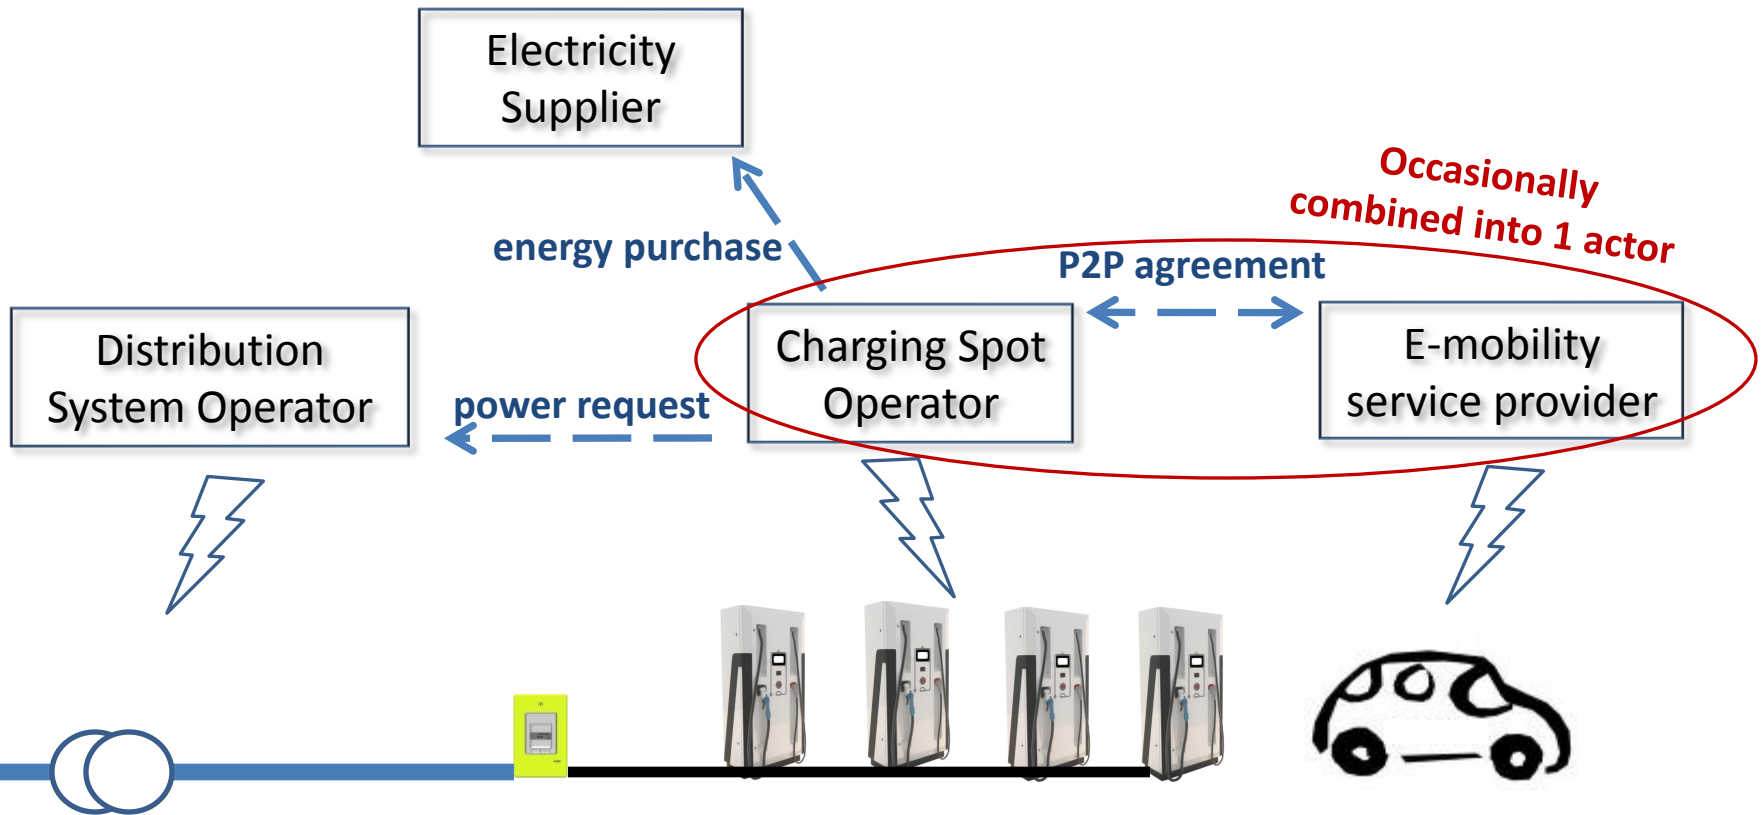 Electricity
Supplier
Occasionally
combined into 1 actor
energy purchase
P2P agreement
Distribution
System Operator
power request
Charging Spot
Operator
E-mobility
service provider